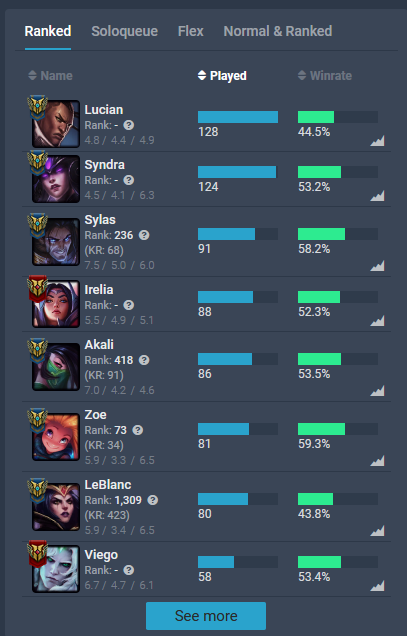 Ranked Soloqueue Flex Normal & Ranked
Name Played Winrate
Lucian
Rank: - ?
4.8 / 4.4 / 4.9
128 44.5%
Syndra
Rank: - ?
4.5 / 4.1 / 6.3
124 53.2%
Sylas
Rank: 236 ?
(KR: 68)
7.5 / 5.0 / 6.0
91 58.2%
Irelia
Rank: - ?
5.5 / 4.9 / 5.1
88 52.3%
Akali
Rank: 418 ?
(KR: 91)
7.0 / 4.2 / 4.6
86 53.5%
Zoe
Rank: 73 ?
(KR: 34)
5.9 / 3.3 / 6.5
81 59.3%
LeBlanc
Rank: 1,309 ?
(KR: 423)
5.9 / 3.4 / 6.5
80 43.8%
Viego
Rank: - ?
6.7 / 4.7 / 6.1
58 53.4%
See more